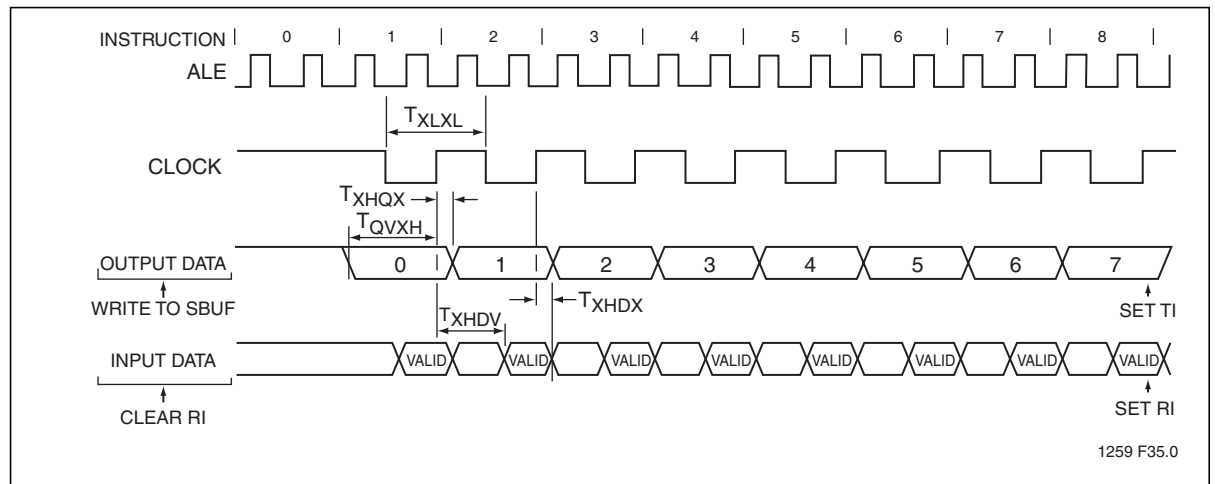 INSTRUCTION 0 1 2 3 4 5 6 7 8
ALE
TXLXL
CLOCK
TXHQX
TQVXH
OUTPUT DATA 0 1 2 3 4 5 6 7
WRITE TO SBUF
TXHDX
SET TI
TXHDV
INPUT DATA VALID VALID VALID VALID VALID VALID VALID VALID
CLEAR RI
SET RI
1259 F35.0